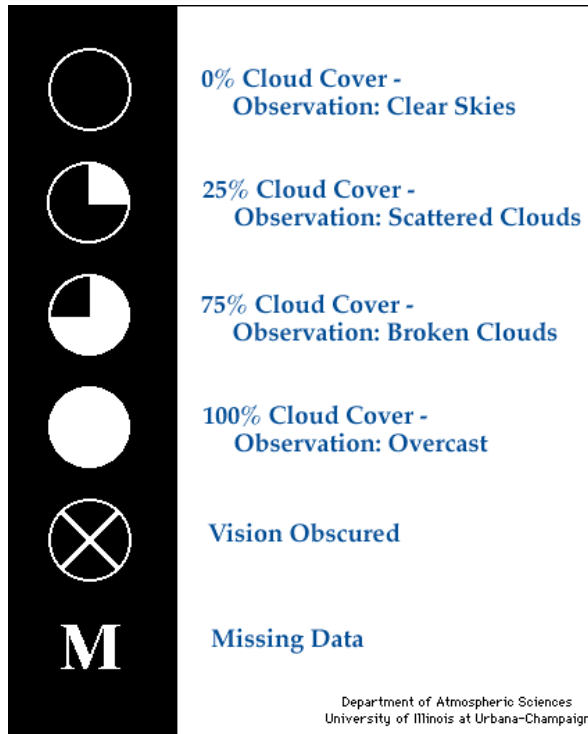 0% Cloud Cover -
Observation: Clear Skies
25% Cloud Cover -
Observation: Scattered Clouds
75% Cloud Cover -
Observation: Broken Clouds
100% Cloud Cover -
Observation: Overcast
Vision Obscured
M Missing Data
Department of Atmospheric Sciences
University of Illinois at Urbana-Champaign